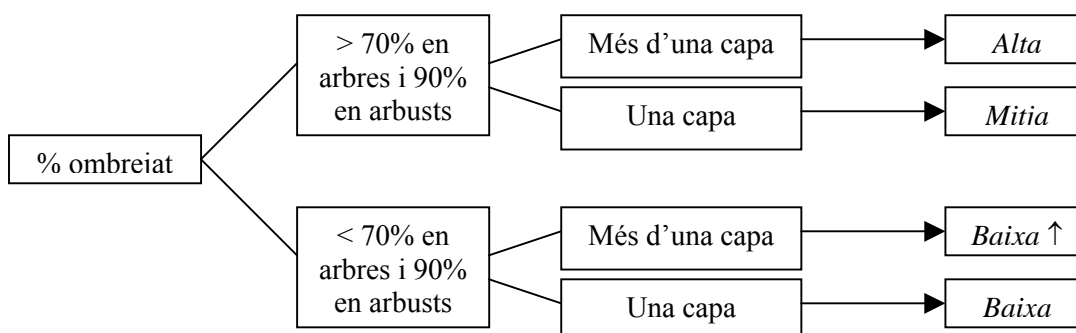 > 70% en
arbres i 90%
en arbusts
Més d’una capa
Alta
Una capa
Mitia
% ombrejat
< 70% en
arbres i 90%
en arbusts
Més d’una capa
Baixa ↑
Una capa
Baixa